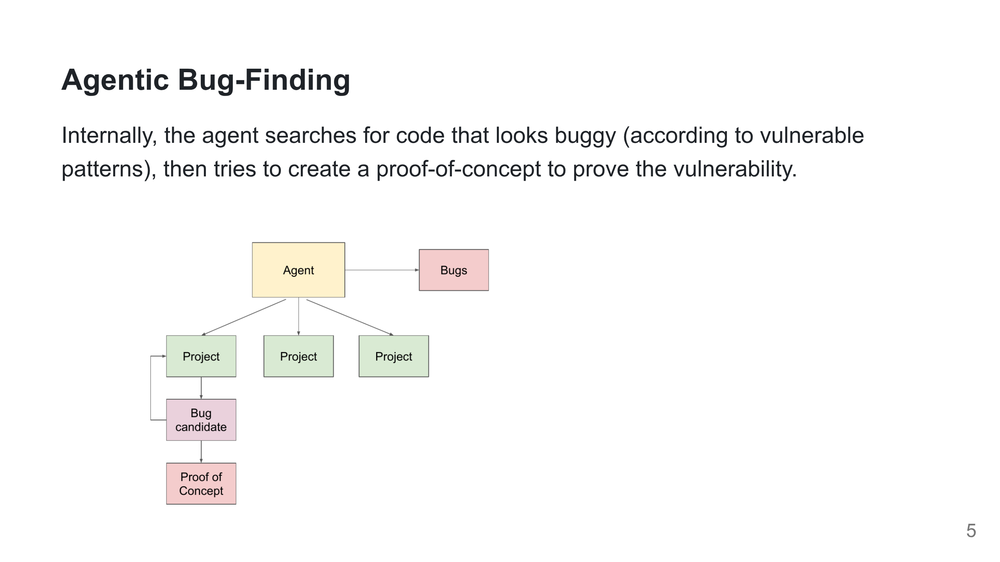 Agentic Bug-Finding
Internally, the agent searches for code that looks buggy (according to vulnerable
patterns), then tries to create a proof-of-concept to prove the vulnerability.
Agent
Bugs
Project
Project
Project
Bug
candidate
Proof of
Concept
5